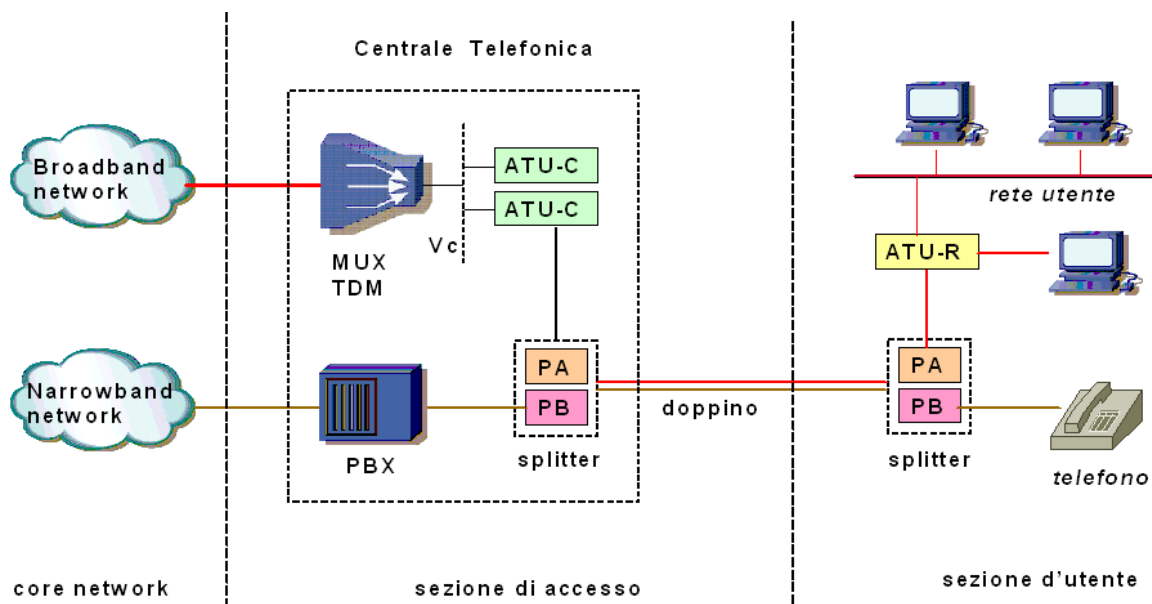 Centrale Telefonica
Broadband
network
ATU-C
ATU-C
Vc
MUX
TDM
rete utente
ATU-R
Narrowband
network
PBX
PA
PB
splitter
doppino
PA
PB
splitter
telefono
core network
sezione di accesso
sezione d'utente